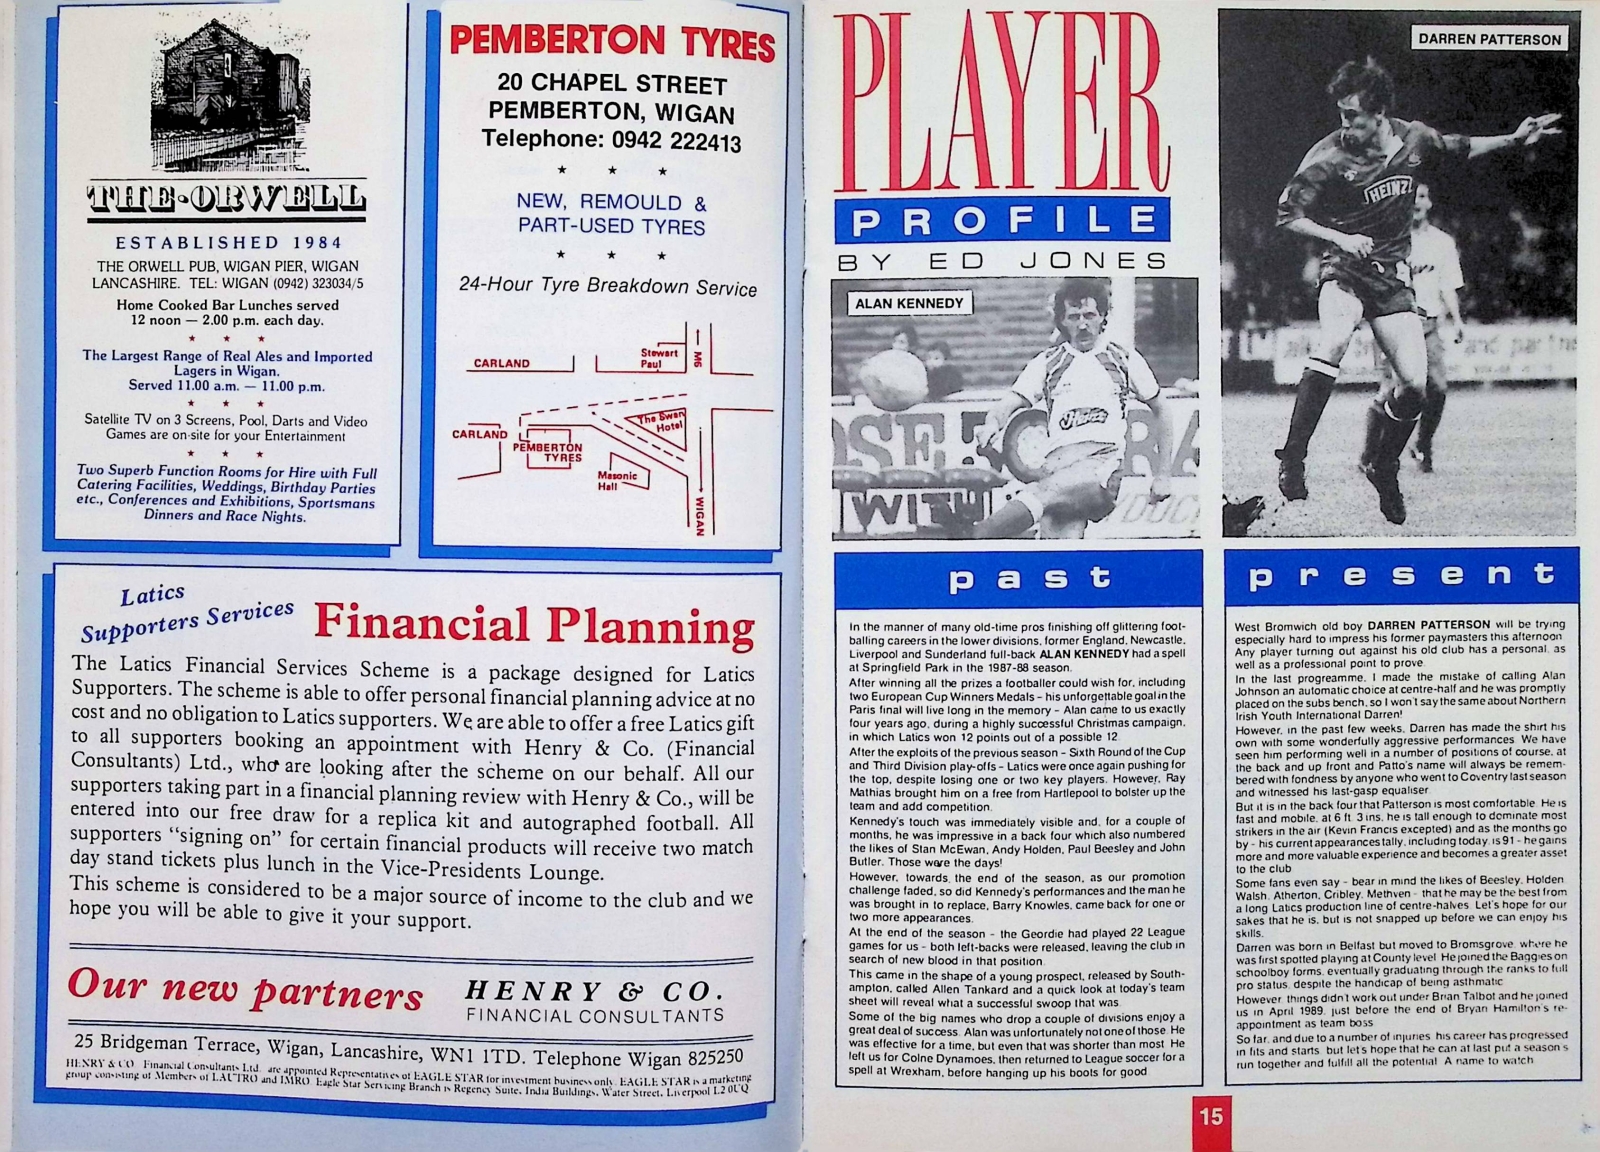 THE·ORWELL
ESTABLISHED 1984
THE ORWELL PUB, WIGAN PIER, WIGAN
LANCASHIRE. TEL: WIGAN (0942) 323034/5
Home Cooked Bar Lunches served
12 noon — 2.00 p.m. each day.
★ ★ ★
The Largest Range of Real Ales and Imported
Lagers in Wigan.
Served 11.00 a.m. — 11.00 p.m.
★ ★ ★
Satellite TV on 3 Screens, Pool, Darts and Video
Games are on-site for your Entertainment
★ ★ ★
Two Superb Function Rooms for Hire with Full
Catering Facilities, Weddings, Birthday Parties
etc., Conferences and Exhibitions, Sportsmans
Dinners and Race Nights.
PEMBERTON TYRES
20 CHAPEL STREET
PEMBERTON, WIGAN
Telephone: 0942 222413
★ ★ ★
NEW, REMOULD &
PART-USED TYRES
★ ★ ★
24-Hour Tyre Breakdown Service
CARLAND
Stewart
Paul
M6
CARLAND
PEMBERTON
TYRES
The Swan
Hotel
Masonic
Hall
WIGAN
Latics
Supporters Services
Financial Planning
The Latics Financial Services Scheme is a package designed for Latics
Supporters. The scheme is able to offer personal financial planning advice at no
cost and no obligation to Latics supporters. We are able to offer a free Latics gift
to all supporters booking an appointment with Henry & Co. (Financial
Consultants) Ltd., who are looking after the scheme on our behalf. All our
supporters taking part in a financial planning review with Henry & Co., will be
entered into our free draw for a replica kit and autographed football. All
supporters "signing on" for certain financial products will receive two match
day stand tickets plus lunch in the Vice-Presidents Lounge.
This scheme is considered to be a major source of income to the club and we
hope you will be able to give it your support.
Our new partners
HENRY & CO.
FINANCIAL CONSULTANTS
25 Bridgeman Terrace, Wigan, Lancashire, WN1 1TD. Telephone Wigan 825250
HENRY & CO Financial Consultants Ltd. are appointed Representatives of EAGLE STAR for investment business only. EAGLE STAR is a marketing
group consisting of Members of LAUTRO and IMRO. Eagle Star Servicing Branch is Regency Suite, India Buildings, Water Street, Liverpool L2 0UQ
PLAYER
PROFILE
BY ED JONES
ALAN KENNEDY
Heinz
DARREN PATTERSON
HEINZ
past
In the manner of many old-time pros finishing off glittering foot-
balling careers in the lower divisions, former England, Newcastle,
Liverpool and Sunderland full-back ALAN KENNEDY had a spell
at Springfield Park in the 1987-88 season.
After winning all the prizes a footballer could wish for, including
two European Cup Winners Medals - his unforgettable goal in the
Paris final will live long in the memory - Alan came to us exactly
four years ago, during a highly successful Christmas campaign,
in which Latics won 12 points out of a possible 12.
After the exploits of the previous season - Sixth Round of the Cup
and Third Division play-offs - Latics were once again pushing for
the top, despite losing one or two key players. However, Ray
Mathias brought him on a free from Hartlepool to bolster up the
team and add competition.
Kennedy's touch was immediately visible and, for a couple of
months, he was impressive in a back four which also numbered
the likes of Stan McEwan, Andy Holden, Paul Beesley and John
Butler. Those were the days!
However, towards the end of the season, as our promotion
challenge faded, so did Kennedy's performances and the man he
was brought in to replace, Barry Knowles, came back for one or
two more appearances.
At the end of the season - the Geordie had played 22 League
games for us - both left-backs were released, leaving the club in
search of new blood in that position.
This came in the shape of a young prospect, released by South-
ampton, called Allen Tankard and a quick look at today's team
sheet will reveal what a successful swoop that was.
Some of the big names who drop a couple of divisions enjoy a
great deal of success. Alan was unfortunately not one of those. He
was effective for a time, but even that was shorter than most. He
left us for Colne Dynamoes, then returned to League soccer for a
spell at Wrexham, before hanging up his boots for good
present
West Bromwich old boy DARREN PATTERSON will be trying
especially hard to impress his former paymasters this afternoon
Any player turning out against his old club has a personal, as
well as a professional point to prove.
In the last programme, I made the mistake of calling Alan
Johnson an automatic choice at centre-half and he was promptly
placed on the subs bench, so I won't say the same about Northern
Irish Youth International Darren!
However, in the past few weeks, Darren has made the shirt his
own with some wonderfully aggressive performances. We have
seen him performing well in a number of positions of course, at
the back and up front and Patto's name will always be remem-
bered with fondness by anyone who went to Coventry last season
and witnessed his last-gasp equaliser.
But it is in the back four that Patterson is most comfortable. He is
fast and mobile, at 6 ft. 3 ins. he is tall enough to dominate most
strikers in the air (Kevin Francis excepted) and as the months go
by - his current appearances tally, including today, is 91 - he gains
more and more valuable experience and becomes a greater asset
to the club
Some fans even say - bear in mind the likes of Beesley, Holden,
Walsh, Atherton, Cribley, Methven - that he may be the best from
a long Latics production line of centre-halves. Let's hope for our
sakes that he is, but is not snapped up before we can enjoy his
skills.
Darren was born in Belfast but moved to Bromsgrove, where he
was first spotted playing at County level. He joined the Baggies on
schoolboy forms, eventually graduating through the ranks to full
pro status, despite the handicap of being asthmatic
However, things didn't work out under Brian Talbot and he joined
us in April 1989, just before the end of Bryan Hamilton's re-
appointment as team boss
So far, and due to a number of injuries, his career has progressed
in fits and starts, but let's hope that he can at last put a season's
run together and fulfill all the potential. A name to watch
15